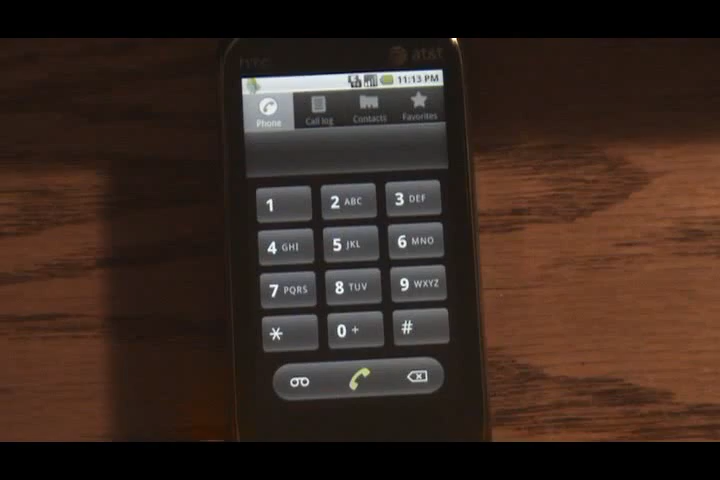 htc at&t
11:13 PM
Phone Call log Contacts Favorites
1 2 ABC 3 DEF
4 GHI 5 JKL 6 MNO
7 PQRS 8 TUV 9 WXYZ
* 0 + #